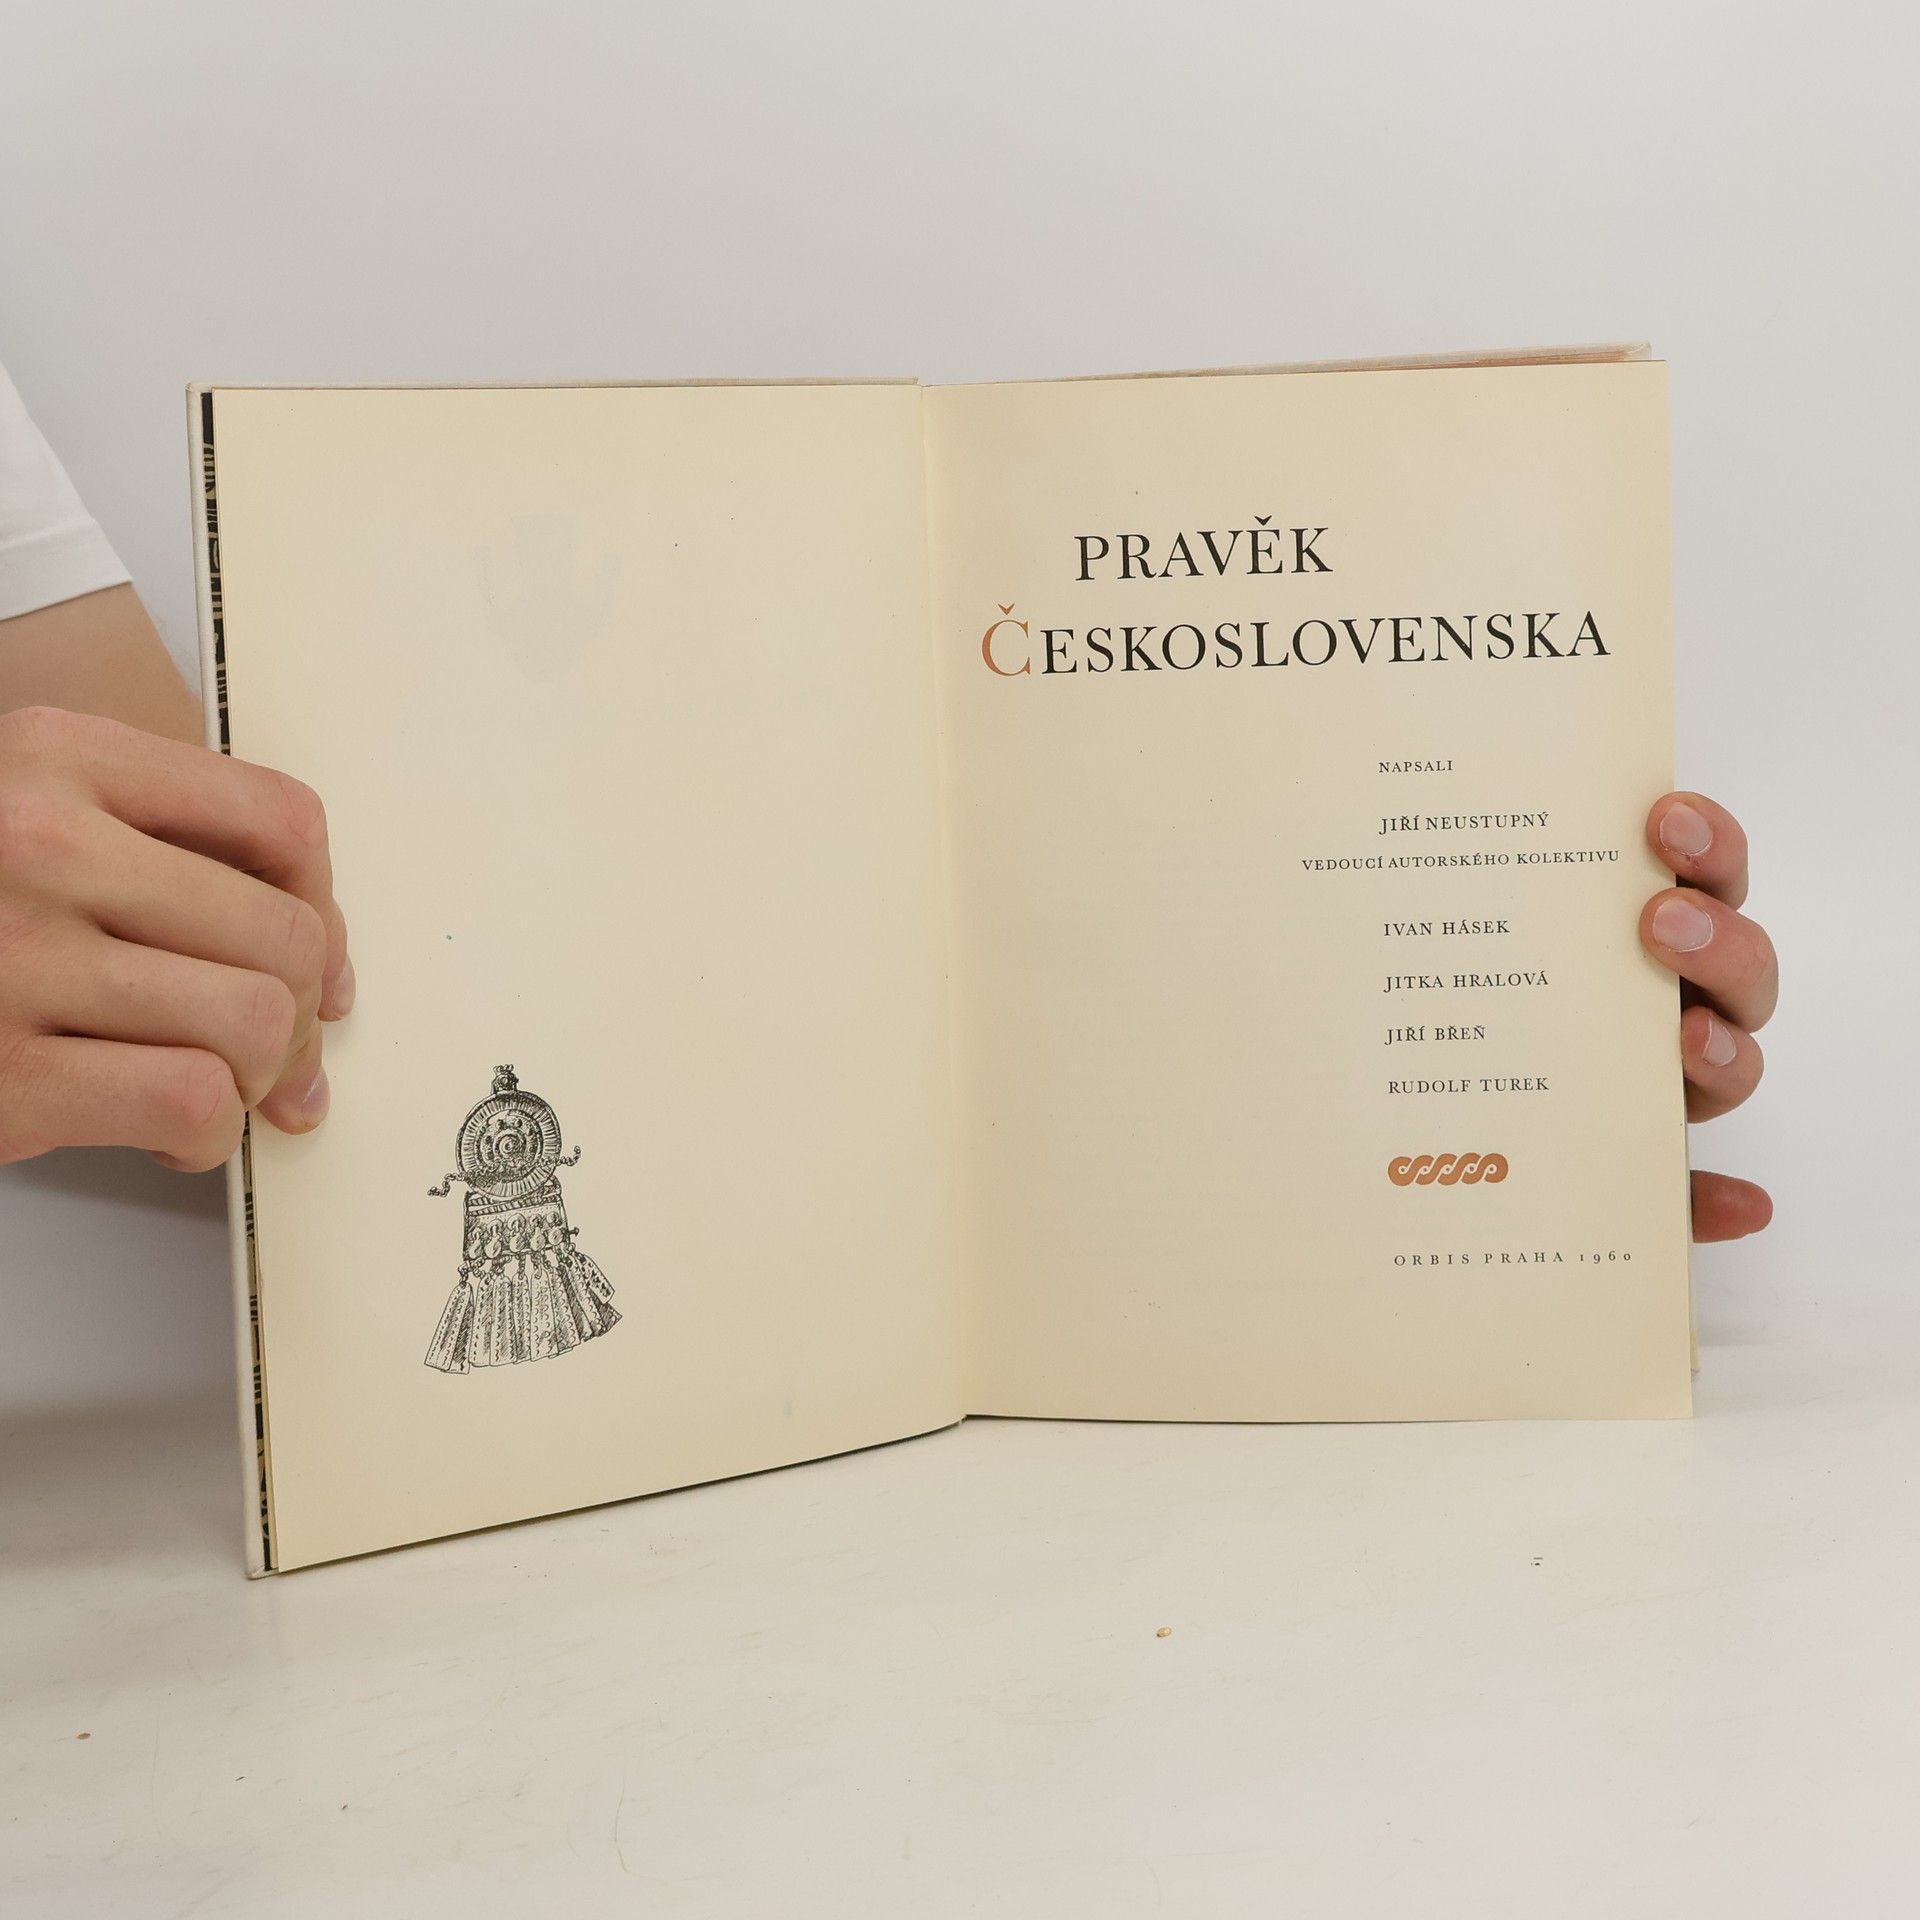 PRAVĚK
ČESKOSLOVENSKA
NAPSALI
JIŘÍ NEUSTUPNÝ
VEDOUCÍ AUTORSKÉHO KOLEKTIVU
IVAN HÁSEK
JITKA HRALOVÁ
JIŘÍ BŘEŇ
RUDOLF TUREK
ORBIS PRAHA 1960